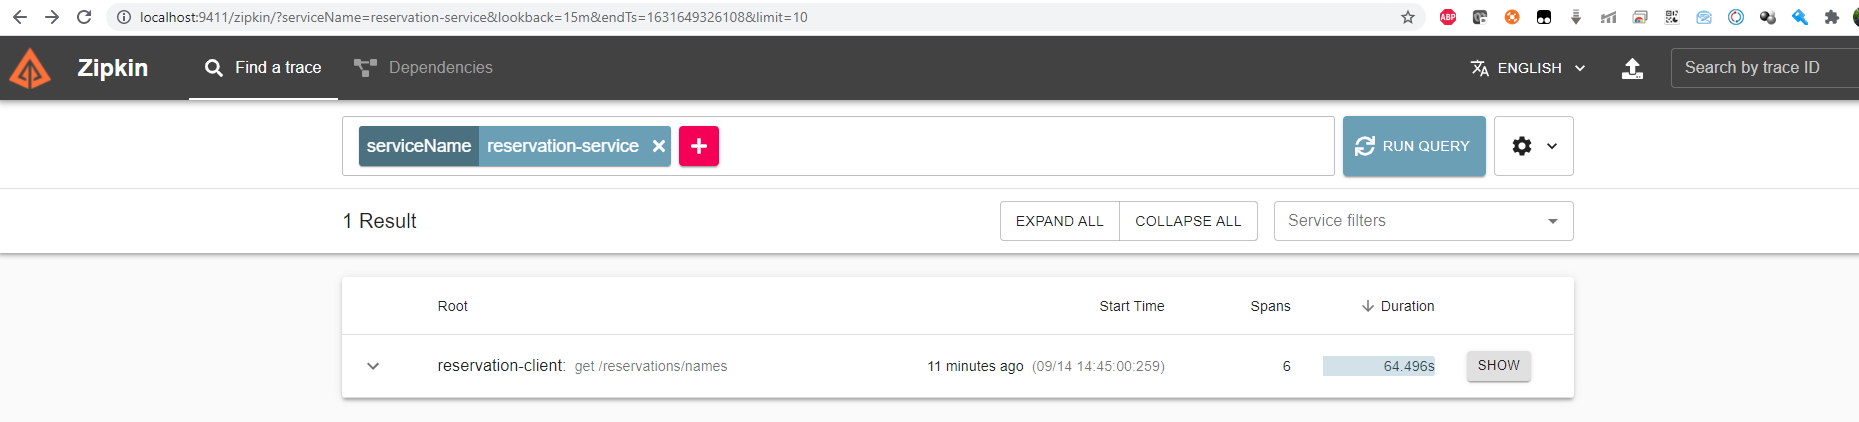 localhost:9411/zipkin/?serviceName=reservation-service&lookback=15m&endTs=1631649326108&limit=10
ABP
Zipkin Find a trace Dependencies ENGLISH Search by trace ID
serviceName reservation-service RUN QUERY
1 Result EXPAND ALL COLLAPSE ALL Service filters
Root Start Time Spans Duration
reservation-client: get /reservations/names 11 minutes ago (09/14 14:45:00:259) 6 64.496s SHOW